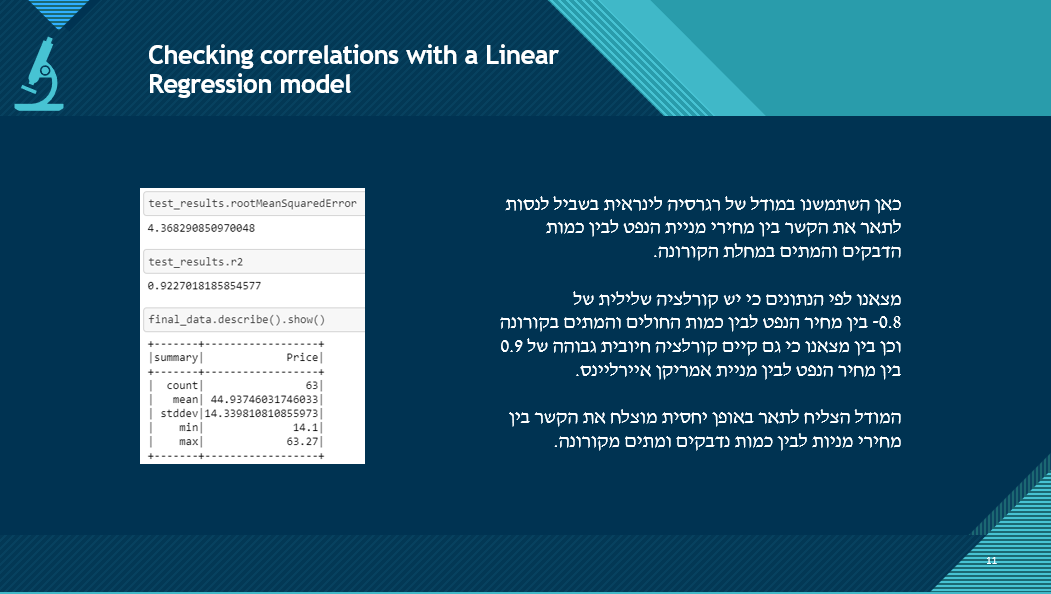 Checking correlations with a Linear
Regression model
test_results.rootMeanSquaredError
4.368290850970048
test_results.r2
0.9227018185854577
final_data.describe().show()
+-------+------------------+
|summary|             Price|
+-------+------------------+
|  count|                63|
|   mean| 44.93746031746033|
| stddev|14.339810810855973|
|    min|              14.1|
|    max|             63.27|
+-------+------------------+
כאן השתמשנו במודל של רגרסיה לינראית בשביל לנסות
לתאר את הקשר בין מחירי מניית הנפט לבין כמות
הדבקים והמתים במחלת הקורונה.
מצאנו לפי הנתונים כי יש קורלציה שלילית של
0.8- בין מחיר הנפט לבין כמות החולים והמתים בקורונה
וכן בין מצאנו כי גם קיים קורלציה חיובית גבוהה של 0.9
בין מחיר הנפט לבין מניית אמריקן איירליינס.
המודל הצליח לתאר באופן יחסית מוצלח את הקשר בין
מחירי מניות לבין כמות נדבקים ומתים מקורונה.
11